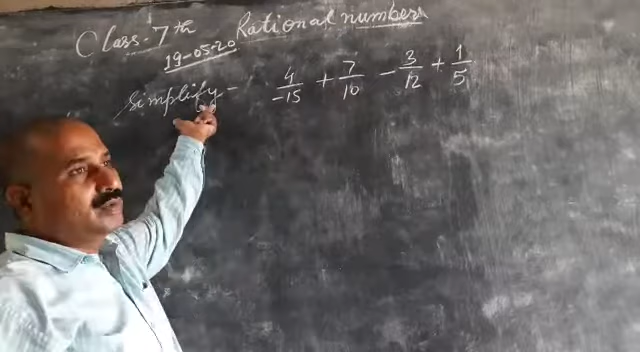 Class-7th Rational numbers
19-05-20
Simplify - 4/-15 + 7/10 - 3/12 + 1/5